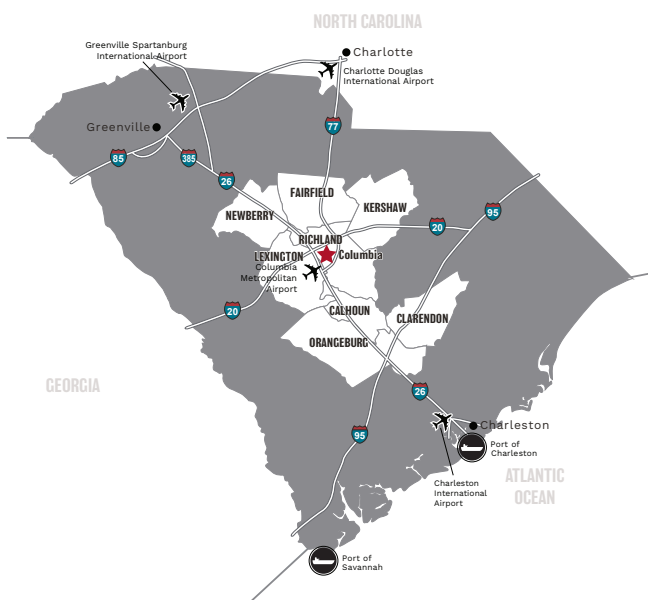 NORTH CAROLINA
Greenville Spartanburg
International Airport
Charlotte
Charlotte Douglas
International Airport
Greenville
77
85
385
26
FAIRFIELD
KERSHAW
NEWBERRY
95
20
RICHLAND
LEXINGTON
Columbia
Columbia
Metropolitan
Airport
20
CALHOUN
CLARENDON
ORANGEBURG
GEORGIA
26
95
Charleston
Port of
Charleston
Charleston
International
Airport
ATLANTIC
OCEAN
Port of
Savannah